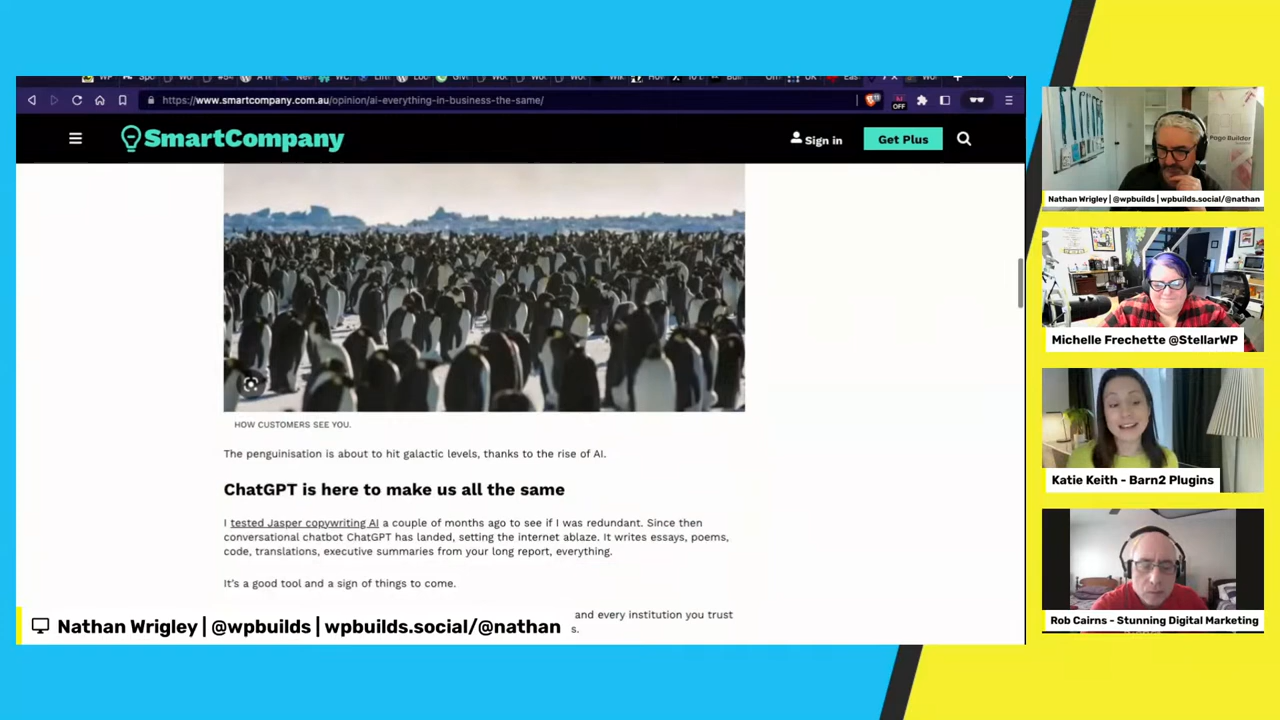 https://www.smartcompany.com.au/opinion/ai-everything-in-business-the-same/
OFF
SmartCompany
Sign in
Get Plus
HOW CUSTOMERS SEE YOU.
The penguinisation is about to hit galactic levels, thanks to the rise of AI.
ChatGPT is here to make us all the same
I tested Jasper copywriting AI a couple of months ago to see if I was redundant. Since then
conversational chatbot ChatGPT has landed, setting the internet ablaze. It writes essays, poems,
code, translations, executive summaries from your long report, everything.
It's a good tool and a sign of things to come.
and every institution you trust
s.
Nathan Wrigley | @wpbuilds | wpbuilds.social/@nathan
Page Builder
Nathan Wrigley | @wpbuilds | wpbuilds.social/@nathan
Michelle Frechette @StellarWP
Katie Keith - Barn2 Plugins
Rob Cairns - Stunning Digital Marketing